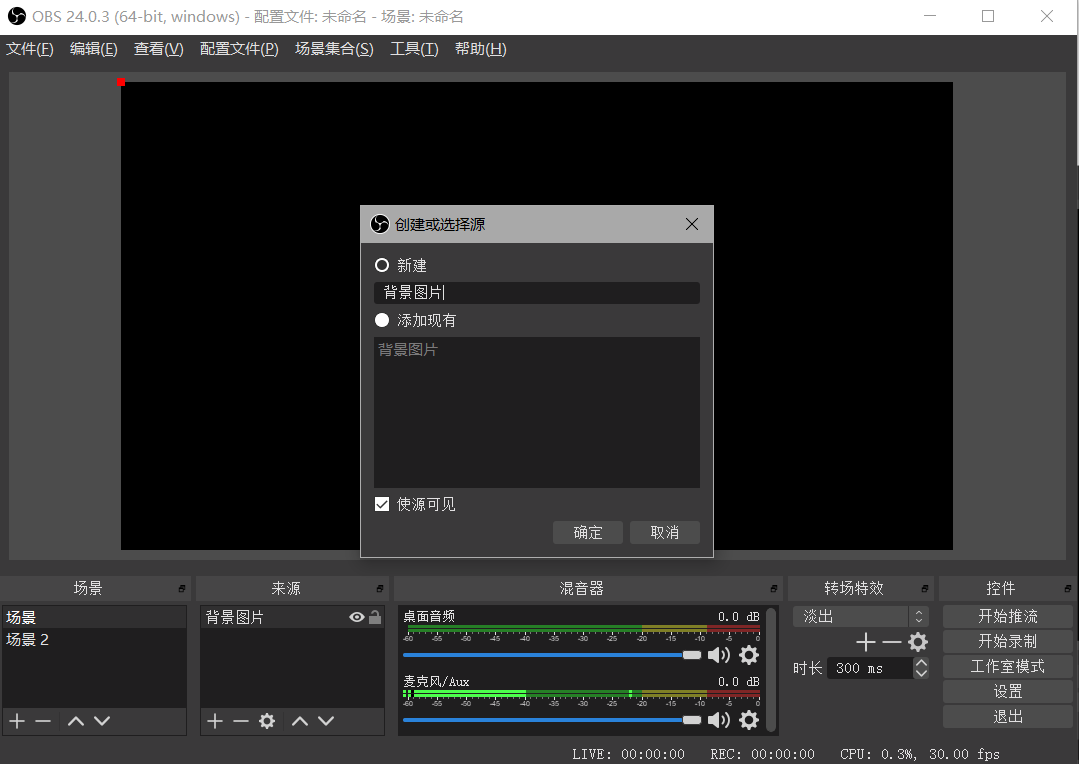 OBS 24.0.3 (64-bit, windows) - 配置文件: 未命名 - 场景: 未命名
文件(F) 编辑(E) 查看(V) 配置文件(P) 场景集合(S) 工具(T) 帮助(H)
创建或选择源
新建
背景图片
添加现有
背景图片
使源可见
确定 取消
场景 来源 混音器 转场特效 控件
场景
场景 2
背景图片
桌面音频 0.0 dB
-60 -55 -50 -45 -40 -35 -30 -25 -20 -15 -10 -5 0
麦克风/Aux 0.0 dB
-60 -55 -50 -45 -40 -35 -30 -25 -20 -15 -10 -5 0
淡出
时长 300 ms
开始推流
开始录制
工作室模式
设置
退出
LIVE: 00:00:00 REC: 00:00:00 CPU: 0.3%, 30.00 fps